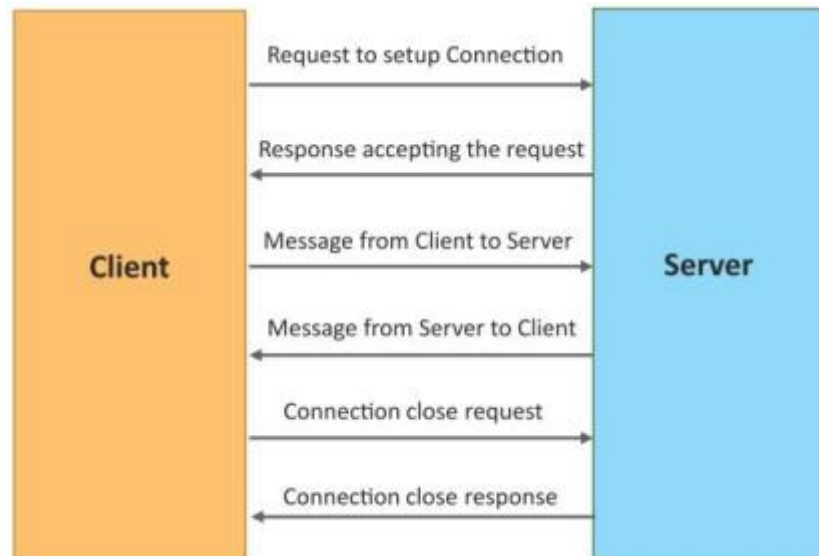 Request to setup Connection
Response accepting the request
Message from Client to Server
Client
Server
Message from Server to Client
Connection close request
Connection close response